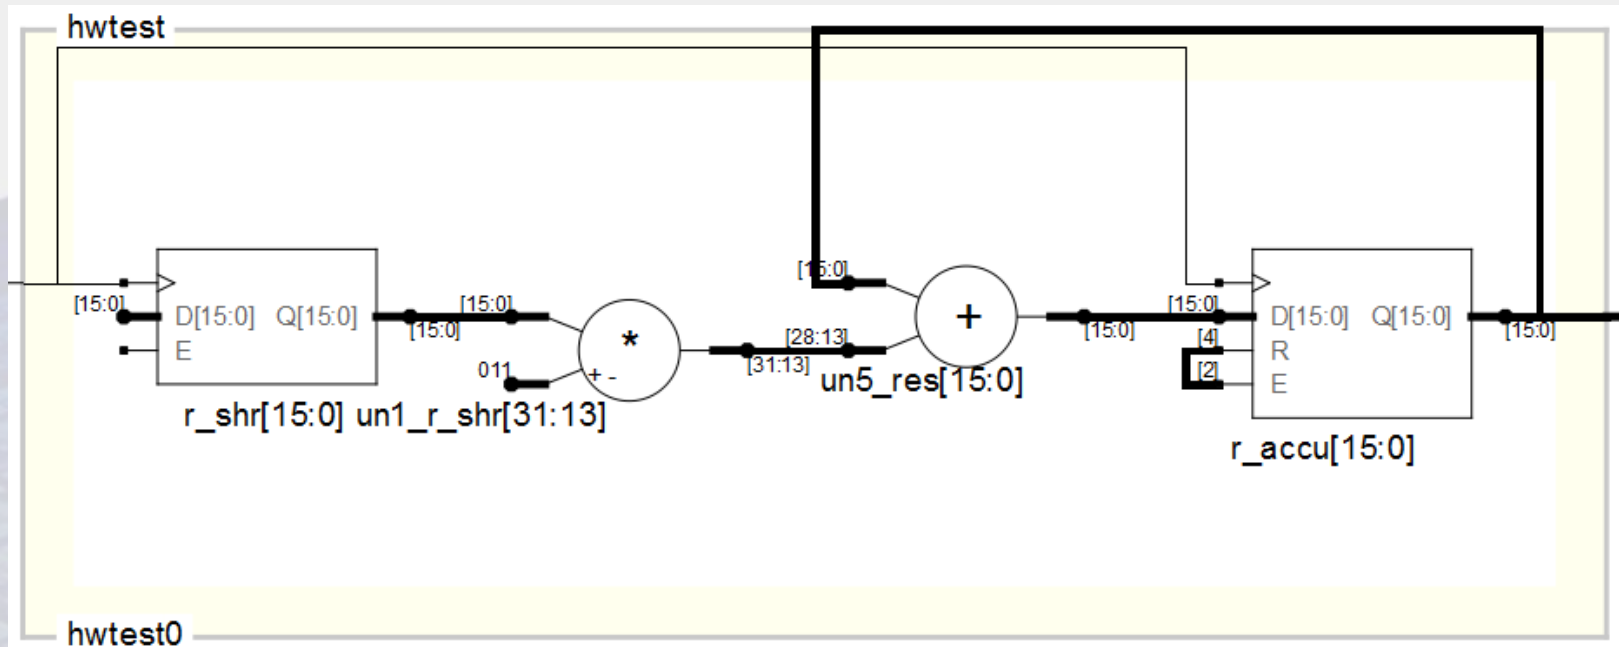 hwtest
[15:0]
D[15:0] Q[15:0]
E
r_shr[15:0]
[15:0]
[15:0]
011
*
+ -
un1_r_shr[31:13]
[31:13]
[28:13]
[15:0]
+
un5_res[15:0]
[15:0]
[15:0]
[4]
[2]
D[15:0] Q[15:0]
R
E
[15:0]
r_accu[15:0]
hwtest0